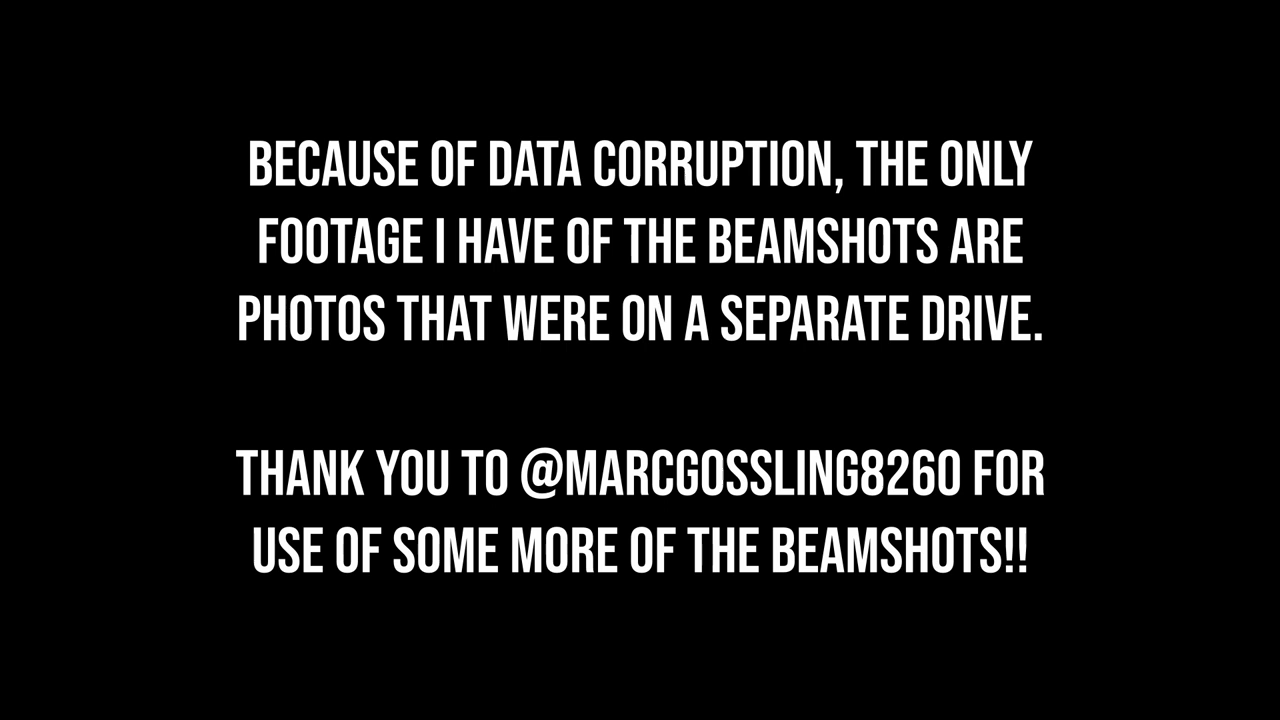 BECAUSE OF DATA CORRUPTION, THE ONLY
FOOTAGE I HAVE OF THE BEAMSHOTS ARE
PHOTOS THAT WERE ON A SEPARATE DRIVE.
THANK YOU TO @MARCGOSSLING8260 FOR
USE OF SOME MORE OF THE BEAMSHOTS!!